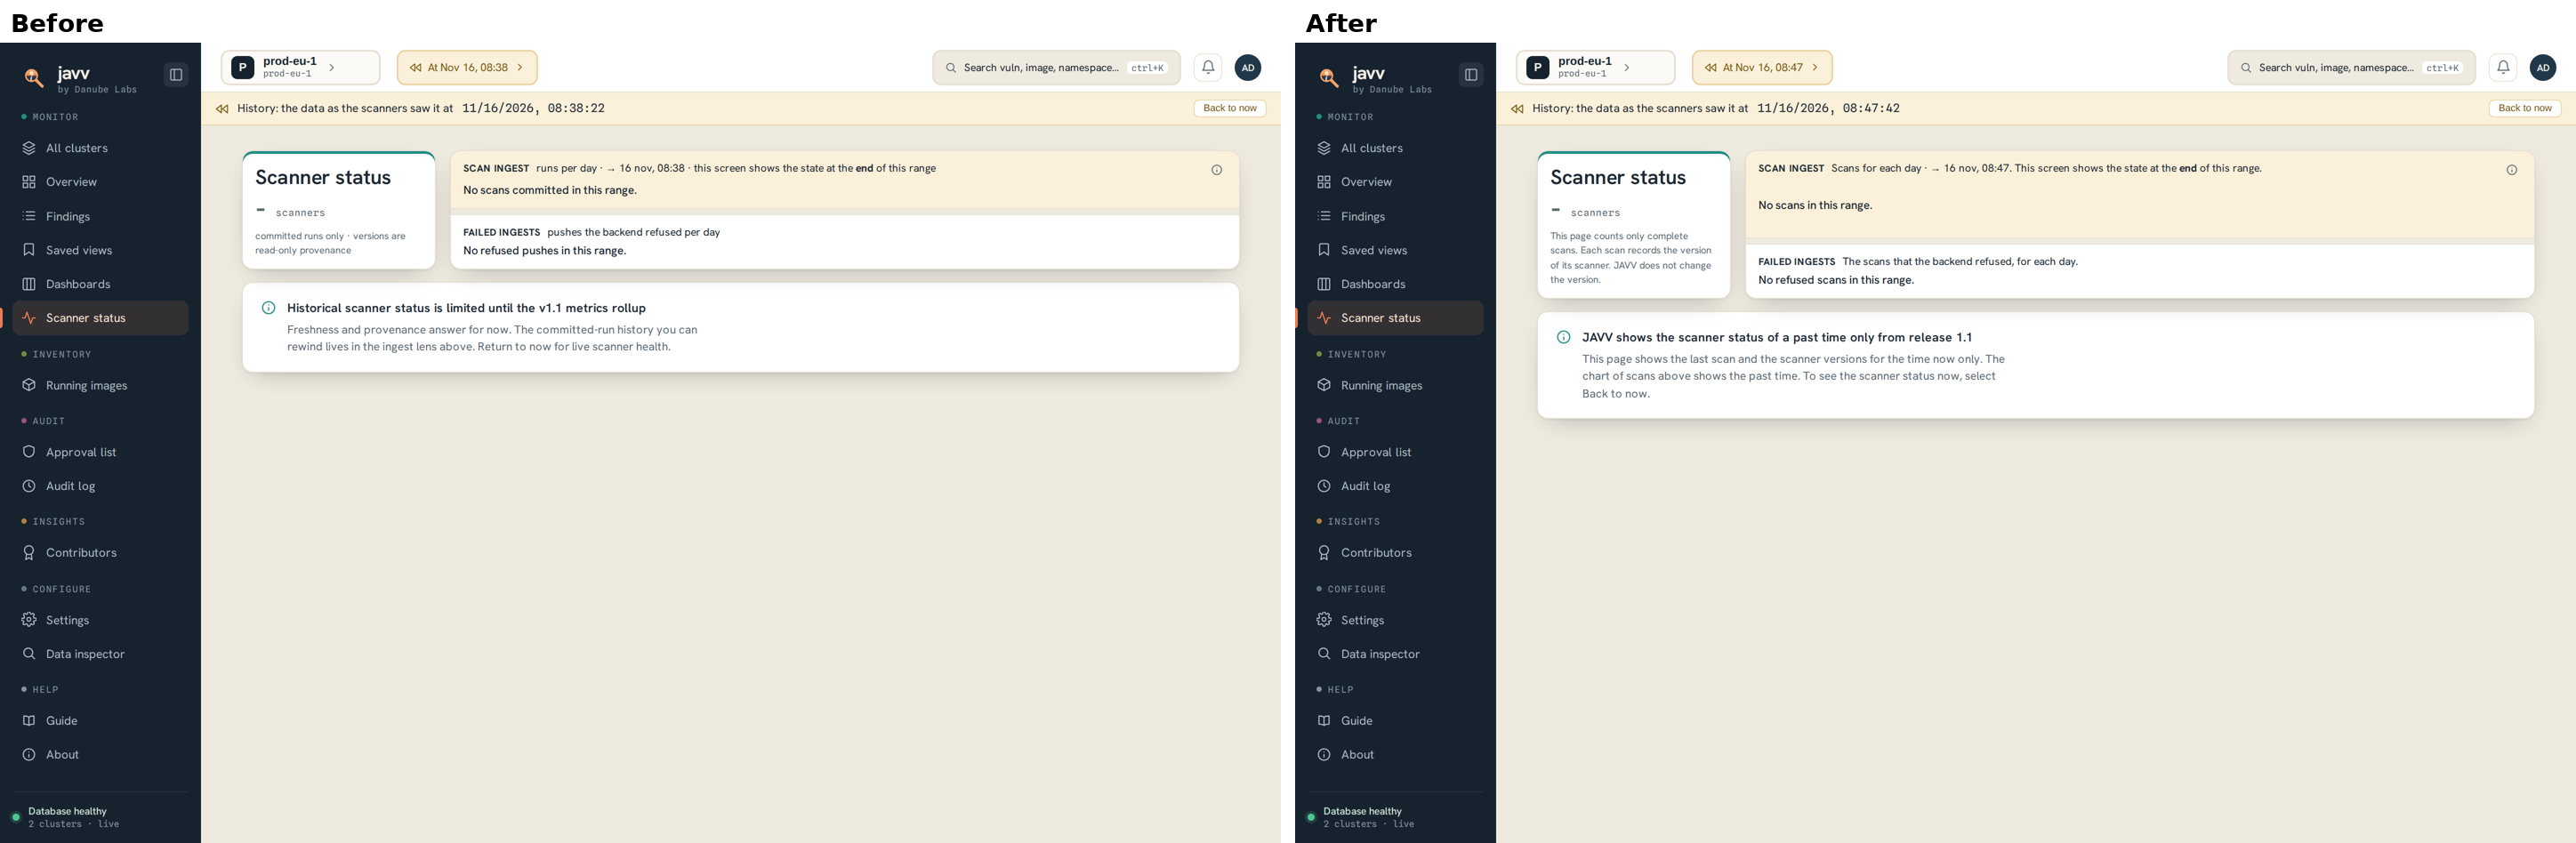 Before
javv
by Danube Labs
MONITOR
All clusters
Overview
Findings
Saved views
Dashboards
Scanner status
INVENTORY
Running images
AUDIT
Approval list
Audit log
INSIGHTS
Contributors
CONFIGURE
Settings
Data inspector
HELP
Guide
About
Database healthy
2 clusters · live
P
prod-eu-1
prod-eu-1
At Nov 16, 08:38
Search vuln, image, namespace... ctrl+K
AD
History: the data as the scanners saw it at 11/16/2026, 08:38:22
Back to now
Scanner status
– scanners
committed runs only · versions are
read-only provenance
SCAN INGEST runs per day · → 16 nov, 08:38 · this screen shows the state at the end of this range
No scans committed in this range.
FAILED INGESTS pushes the backend refused per day
No refused pushes in this range.
Historical scanner status is limited until the v1.1 metrics rollup
Freshness and provenance answer for now. The committed-run history you can
rewind lives in the ingest lens above. Return to now for live scanner health.
After
javv
by Danube Labs
MONITOR
All clusters
Overview
Findings
Saved views
Dashboards
Scanner status
INVENTORY
Running images
AUDIT
Approval list
Audit log
INSIGHTS
Contributors
CONFIGURE
Settings
Data inspector
HELP
Guide
About
Database healthy
2 clusters · live
P
prod-eu-1
prod-eu-1
At Nov 16, 08:47
Search vuln, image, namespace... ctrl+K
AD
History: the data as the scanners saw it at 11/16/2026, 08:47:42
Back to now
Scanner status
– scanners
This page counts only complete
scans. Each scan records the version
of its scanner. JAVV does not change
the version.
SCAN INGEST Scans for each day · → 16 nov, 08:47. This screen shows the state at the end of this range.
No scans in this range.
FAILED INGESTS The scans that the backend refused, for each day.
No refused scans in this range.
JAVV shows the scanner status of a past time only from release 1.1
This page shows the last scan and the scanner versions for the time now only. The
chart of scans above shows the past time. To see the scanner status now, select
Back to now.